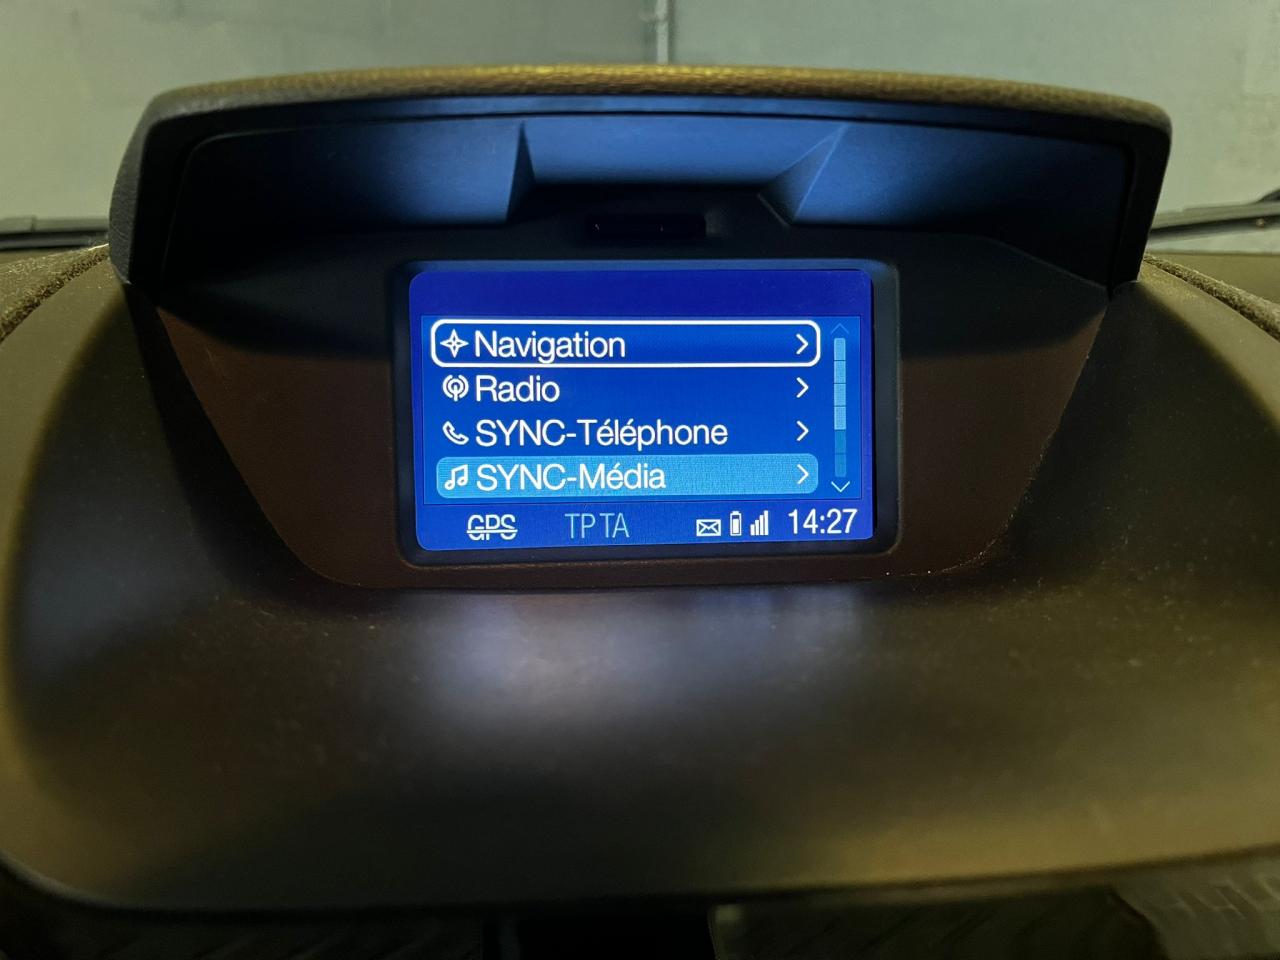 Navigation
Radio
SYNC-Téléphone
SYNC-Média
GPS TP TA 14:27